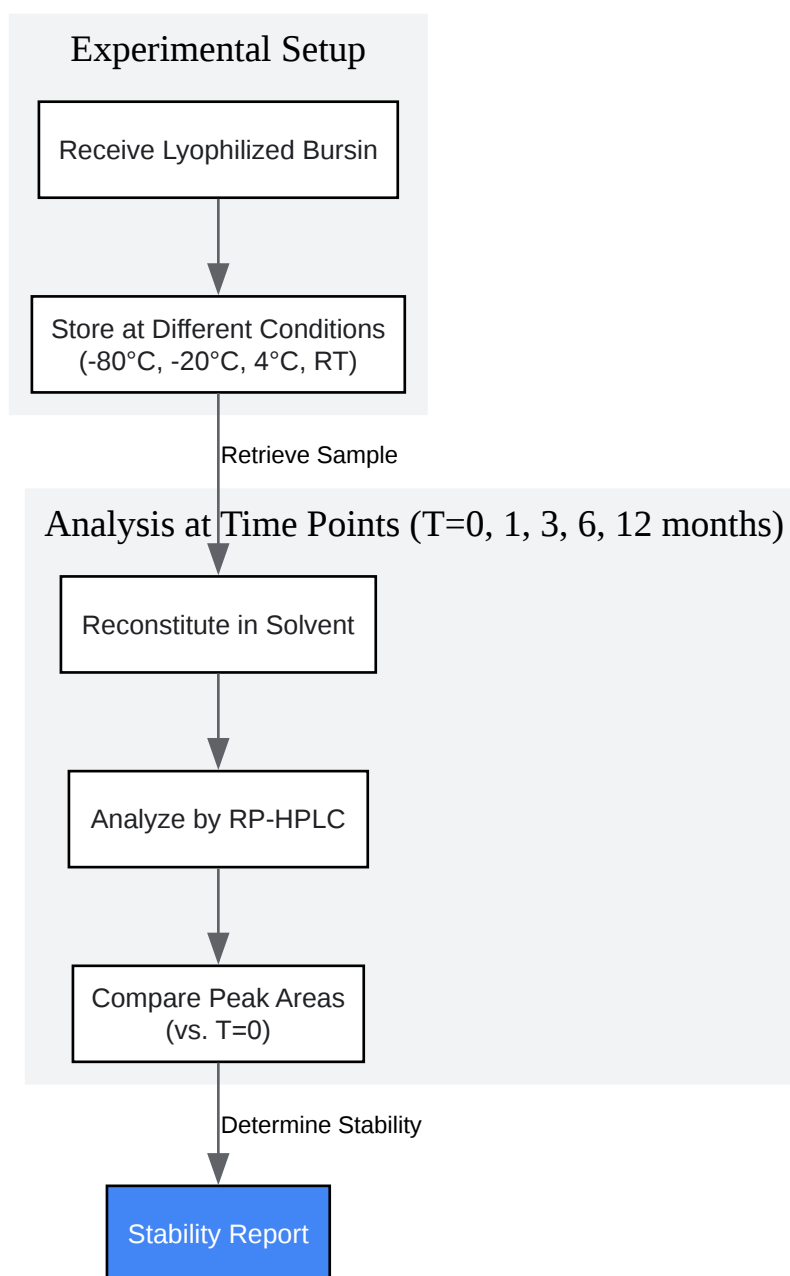 Experimental Setup
Receive Lyophilized Bursin
Store at Different Conditions
(-80°C, -20°C, 4°C, RT)
Retrieve Sample
Analysis at Time Points (T=0, 1, 3, 6, 12 months)
Reconstitute in Solvent
Analyze by RP-HPLC
Compare Peak Areas
(vs. T=0)
Determine Stability
Stability Report